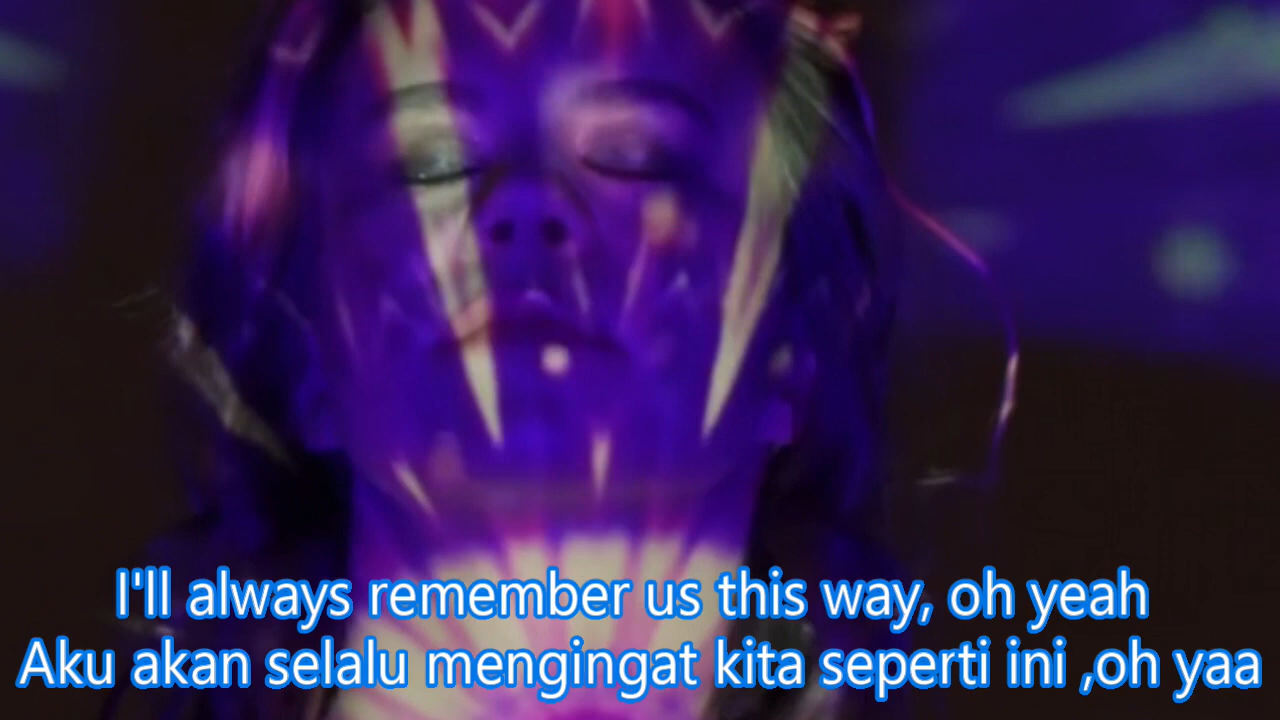 I'll always remember us this way, oh yeah
Aku akan selalu mengingat kita seperti ini ,oh yaa